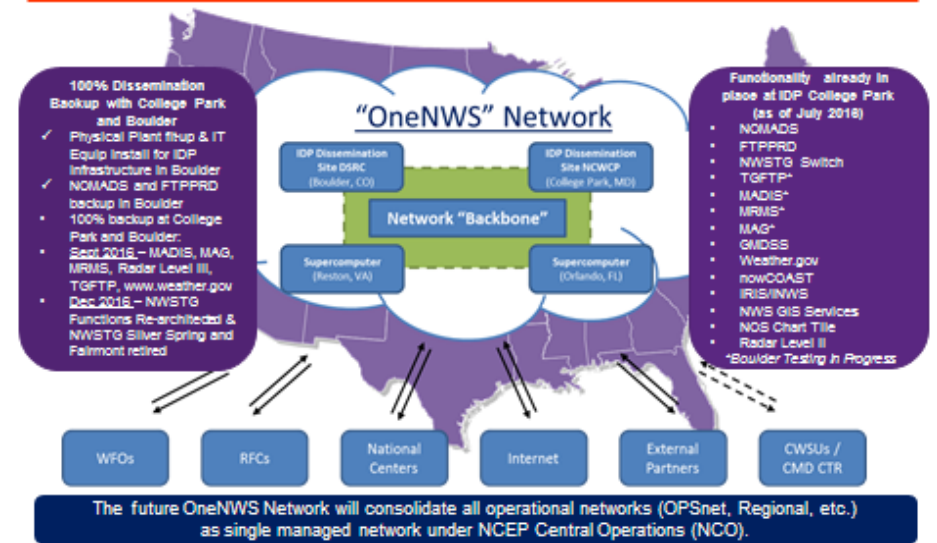 100% Dissemination
Backup with College Park
and Boulder
✓ Physical Plant fit-up & IT
Equip Install for IDP
Infrastructure in Boulder
✓ NOMADS and FTPPRD
backup in Boulder
• 100% backup at College
Park and Boulder:
• Sept 2016 – MADIS, MAG,
MRMS, Radar Level III,
TGFTP, www.weather.gov
• Dec 2016 – NWSTG
Functions Re-architected &
NWSTG Silver Spring and
Fairmont retired
"OneNWS" Network
IDP Dissemination
Site DSRC
(Boulder, CO)
IDP Dissemination
Site NCWCP
(College Park, MD)
Network "Backbone"
Supercomputer
(Reston, VA)
Supercomputer
(Orlando, FL)
Functionality already in
place at IDP College Park
(as of July 2016)
• NOMADS
• FTPPRD
• NWSTG Switch
• TGFTP*
• MADIS*
• MRMS*
• MAG*
• GMDSS
• Weather.gov
• nowCOAST
• IRIS/iNWS
• NWS GIS Services
• NOS Chart Tile
• Radar Level II
*Boulder Testing In Progress
WFOs
RFCs
National
Centers
Internet
External
Partners
CWSUs /
CMD CTR
The future OneNWS Network will consolidate all operational networks (OPSnet, Regional, etc.)
as single managed network under NCEP Central Operations (NCO).